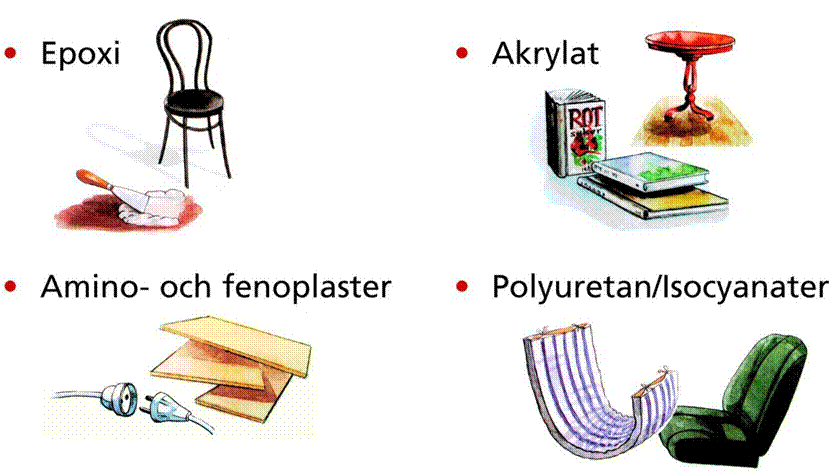 • Epoxi
• Akrylat
ROT
• Amino- och fenoplaster
• Polyuretan/Isocyanater